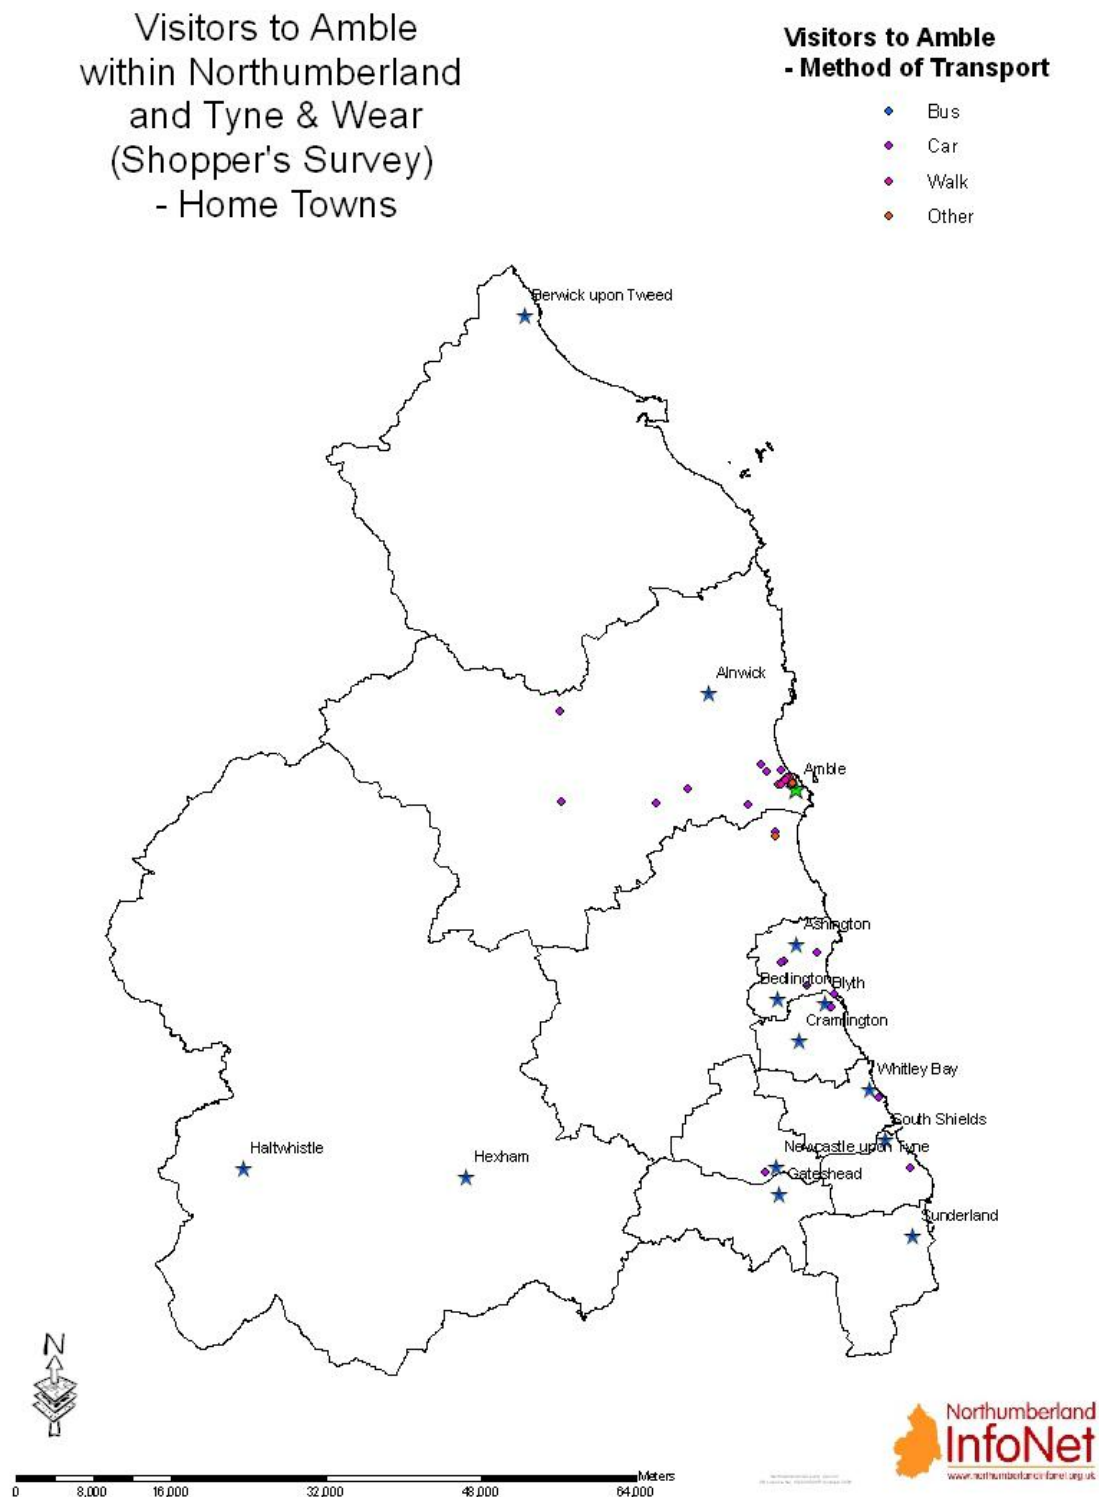 Visitors to Amble
within Northumberland
and Tyne & Wear
(Shopper's Survey)
- Home Towns
Visitors to Amble
- Method of Transport
Bus
Car
Walk
Other
Berwick upon Tweed
Alnwick
Amble
Ashington
Bedlington
Blyth
Cramlington
Whitley Bay
South Shields
Newcastle upon Tyne
Gateshead
Sunderland
Haltwhistle
Hexham
N
Meters
0 8,000 16,000 32,000 48,000 64,000
Northumberland
InfoNet
www.northumberlandinfonet.org.uk